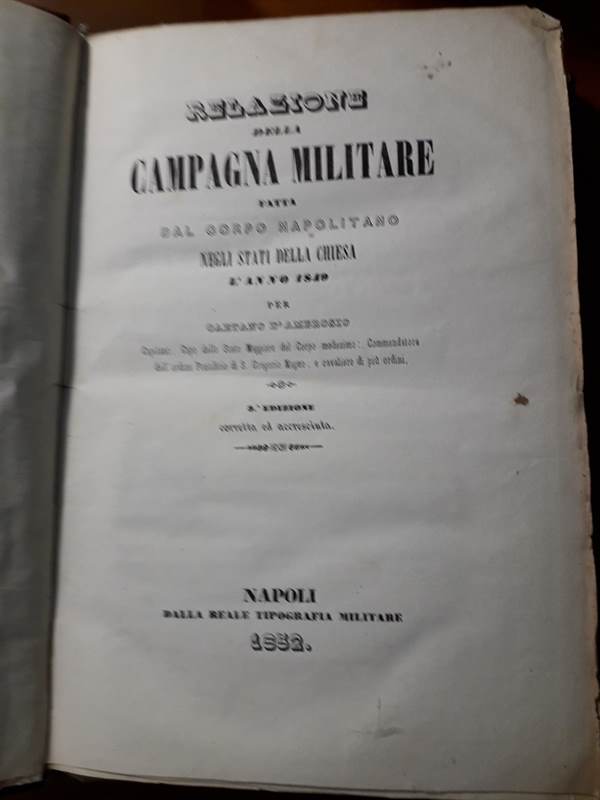 RELAZIONE
DELLA
CAMPAGNA MILITARE
FATTA
DAL CORPO NAPOLITANO
NEGLI STATI DELLA CHIESA
L'ANNO 1849
PER
GAETANO D'AMBROSIO
Capitano, Capo dello Stato Maggiore del Corpo medesimo; Commendatore
dell'ordine Pontificio di S. Gregorio Magno, e cavaliere di più ordini.
2.ª EDIZIONE
corretta ed accresciuta.
NAPOLI
DALLA REALE TIPOGRAFIA MILITARE
1852.